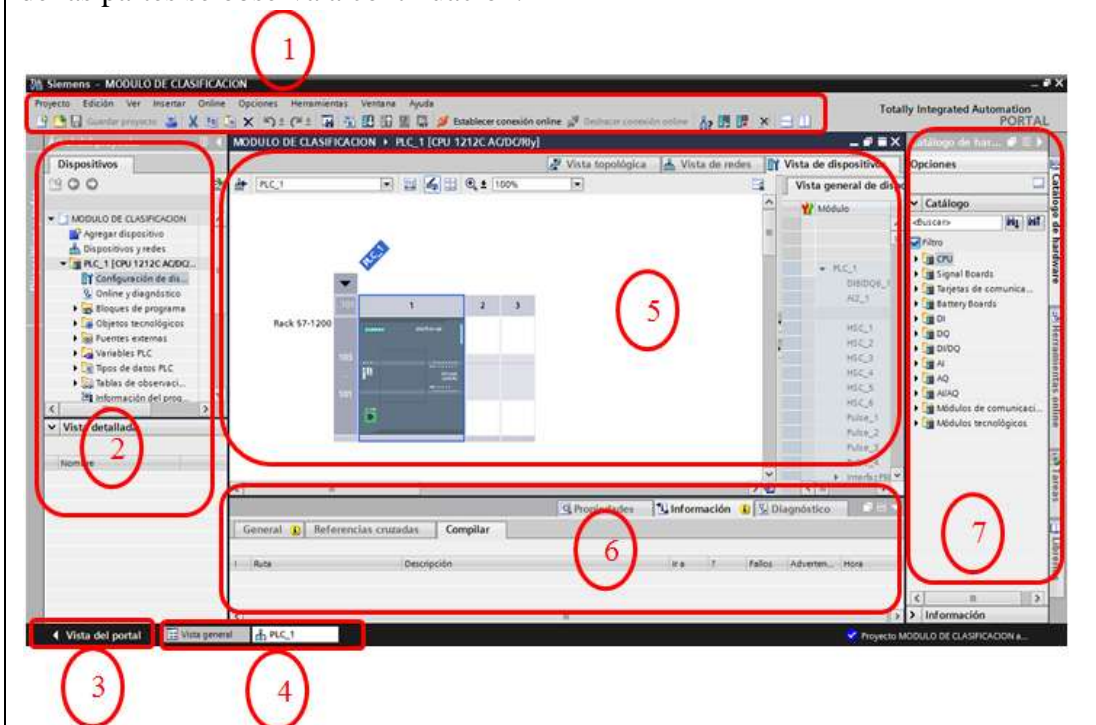 1
Siemens - MODULO DE CLASIFICACION
Proyecto Edición Ver Insertar Online Opciones Herramientas Ventana Ayuda
Guardar proyecto Establecer conexión online Deshacer conexión online
Totally Integrated Automation
PORTAL
MODULO DE CLASIFICACION PLC_1 [CPU 1212C AC/DC/Rly]
Dispositivos
MODULO DE CLASIFICACION
Agregar dispositivo
Dispositivos y redes
PLC_1 [CPU 1212C AC/DC/...
Configuración de dis...
Online y diagnóstico
Bloques de programa
Objetos tecnológicos
Fuentes externas
Variables PLC
Tipos de datos PLC
Tablas de observaci...
Información del prog...
Vista detallada
2
Nombre
Vista topológica Vista de redes Vista de dispositivos
PLC_1 100%
Vista general de
Módulo
PLC_1
AI2_1
HSC_1
HSC_2
HSC_3
HSC_4
HSC_5
HSC_6
Pulse_1
Pulse_2
Pulse_3
PLC_1
1 2 3
Rack S7-1200
103
101
5
Propiedades Información Diagnóstico
General Referencias cruzadas Compilar
! Ruta Descripción Ir a ? Fallos Adverten... Hora
6
Catálogo de har...
Opciones
Catálogo
<Buscar>
Filtro
CPU
Signal Boards
Tarjetas de comunica...
Battery Boards
DI
DQ
DI/DQ
AI
AQ
AI/AQ
Módulos de comunicaci...
Módulos tecnológicos
7
Información
Catálogo de hardware
Herramientas online
Tareas
Librerías
Vista del portal Vista general PLC_1
Proyecto MODULO DE CLASIFICACION a...
3
4